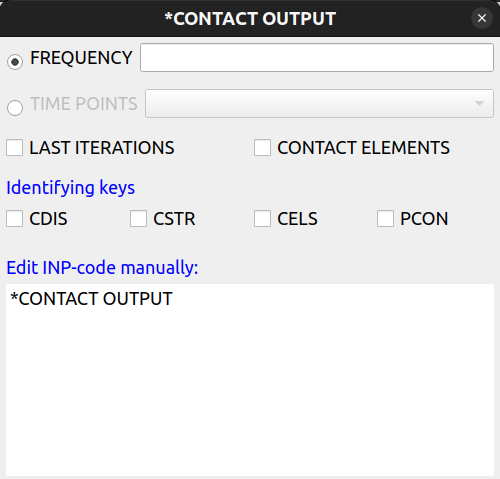 *CONTACT OUTPUT
FREQUENCY
TIME POINTS
LAST ITERATIONS CONTACT ELEMENTS
Identifying keys
CDIS CSTR CELS PCON
Edit INP-code manually:
*CONTACT OUTPUT